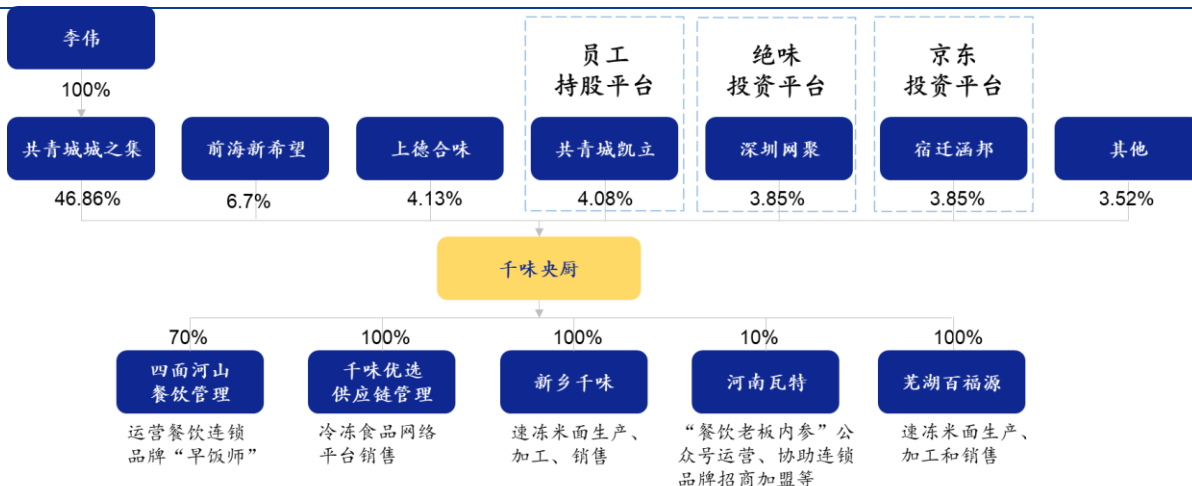 李伟
100%
员工
持股平台
绝味
投资平台
京东
投资平台
共青城城之集
前海新希望
上德合味
共青城凯立
深圳网聚
宿迁涵邦
其他
46.86%
6.7%
4.13%
4.08%
3.85%
3.85%
3.52%
千味央厨
70%
100%
100%
10%
100%
四面河山
餐饮管理
千味优选
供应链管理
新乡千味
河南瓦特
芜湖百福源
运营餐饮连锁
品牌“早饭师”
冷冻食品网络
平台销售
速冻米面生产、
加工、销售
“餐饮老板内参”公
众号运营、协助连锁
品牌招商加盟等
速冻米面生产、
加工和销售